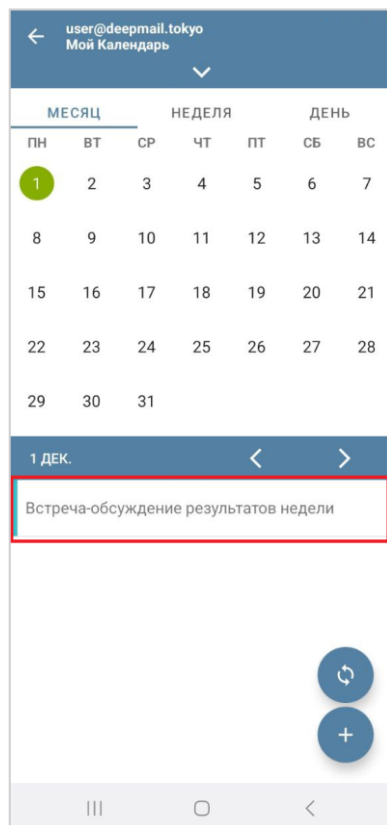 user@deepmail.tokyo
Мой Календарь
МЕСЯЦ НЕДЕЛЯ ДЕНЬ
ПН ВТ СР ЧТ ПТ СБ ВС
1 2 3 4 5 6 7
8 9 10 11 12 13 14
15 16 17 18 19 20 21
22 23 24 25 26 27 28
29 30 31
1 ДЕК.
Встреча-обсуждение результатов недели